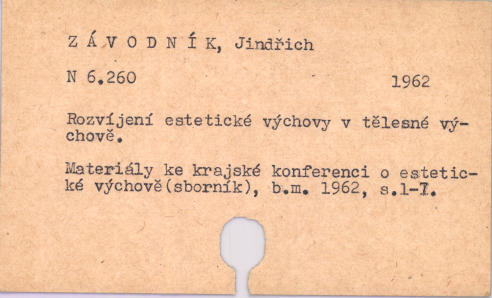 Z Á V O D N Í K, Jindřich
N 6.260 1962
Rozvíjení estetické výchovy v tělesné vý-
chově.
Materiály ke krajské konferenci o estetic-
ké výchově(sborník), b.m. 1962, s.1-7.